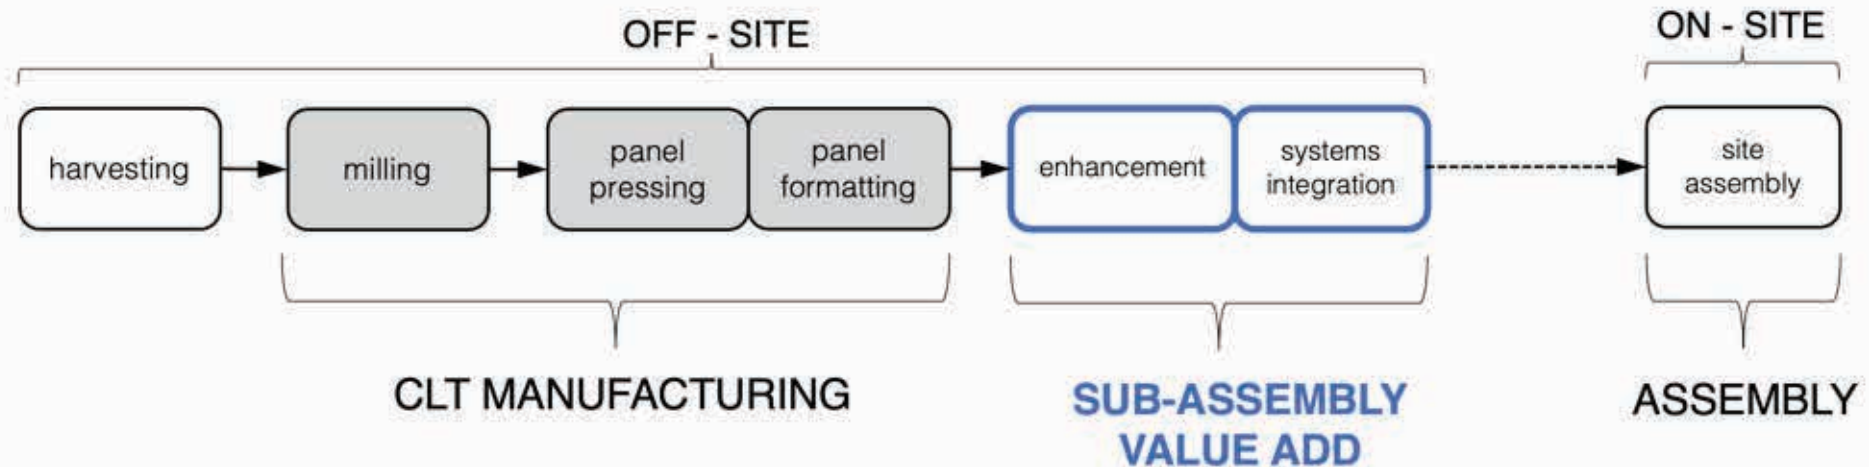 OFF - SITE
ON - SITE
harvesting
milling
panel
pressing
panel
formatting
enhancement
systems
integration
site
assembly
CLT MANUFACTURING
SUB-ASSEMBLY
VALUE ADD
ASSEMBLY